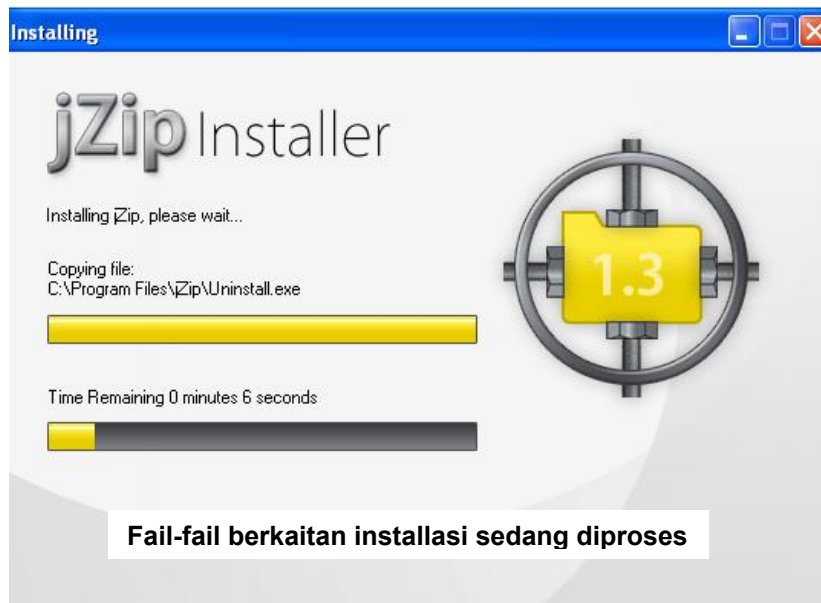 Installing
jZip Installer
Installing jZip, please wait...
Copying file:
C:\Program Files\jZip\Uninstall.exe
1.3
Time Remaining 0 minutes 6 seconds
Fail-fail berkaitan installasi sedang diproses